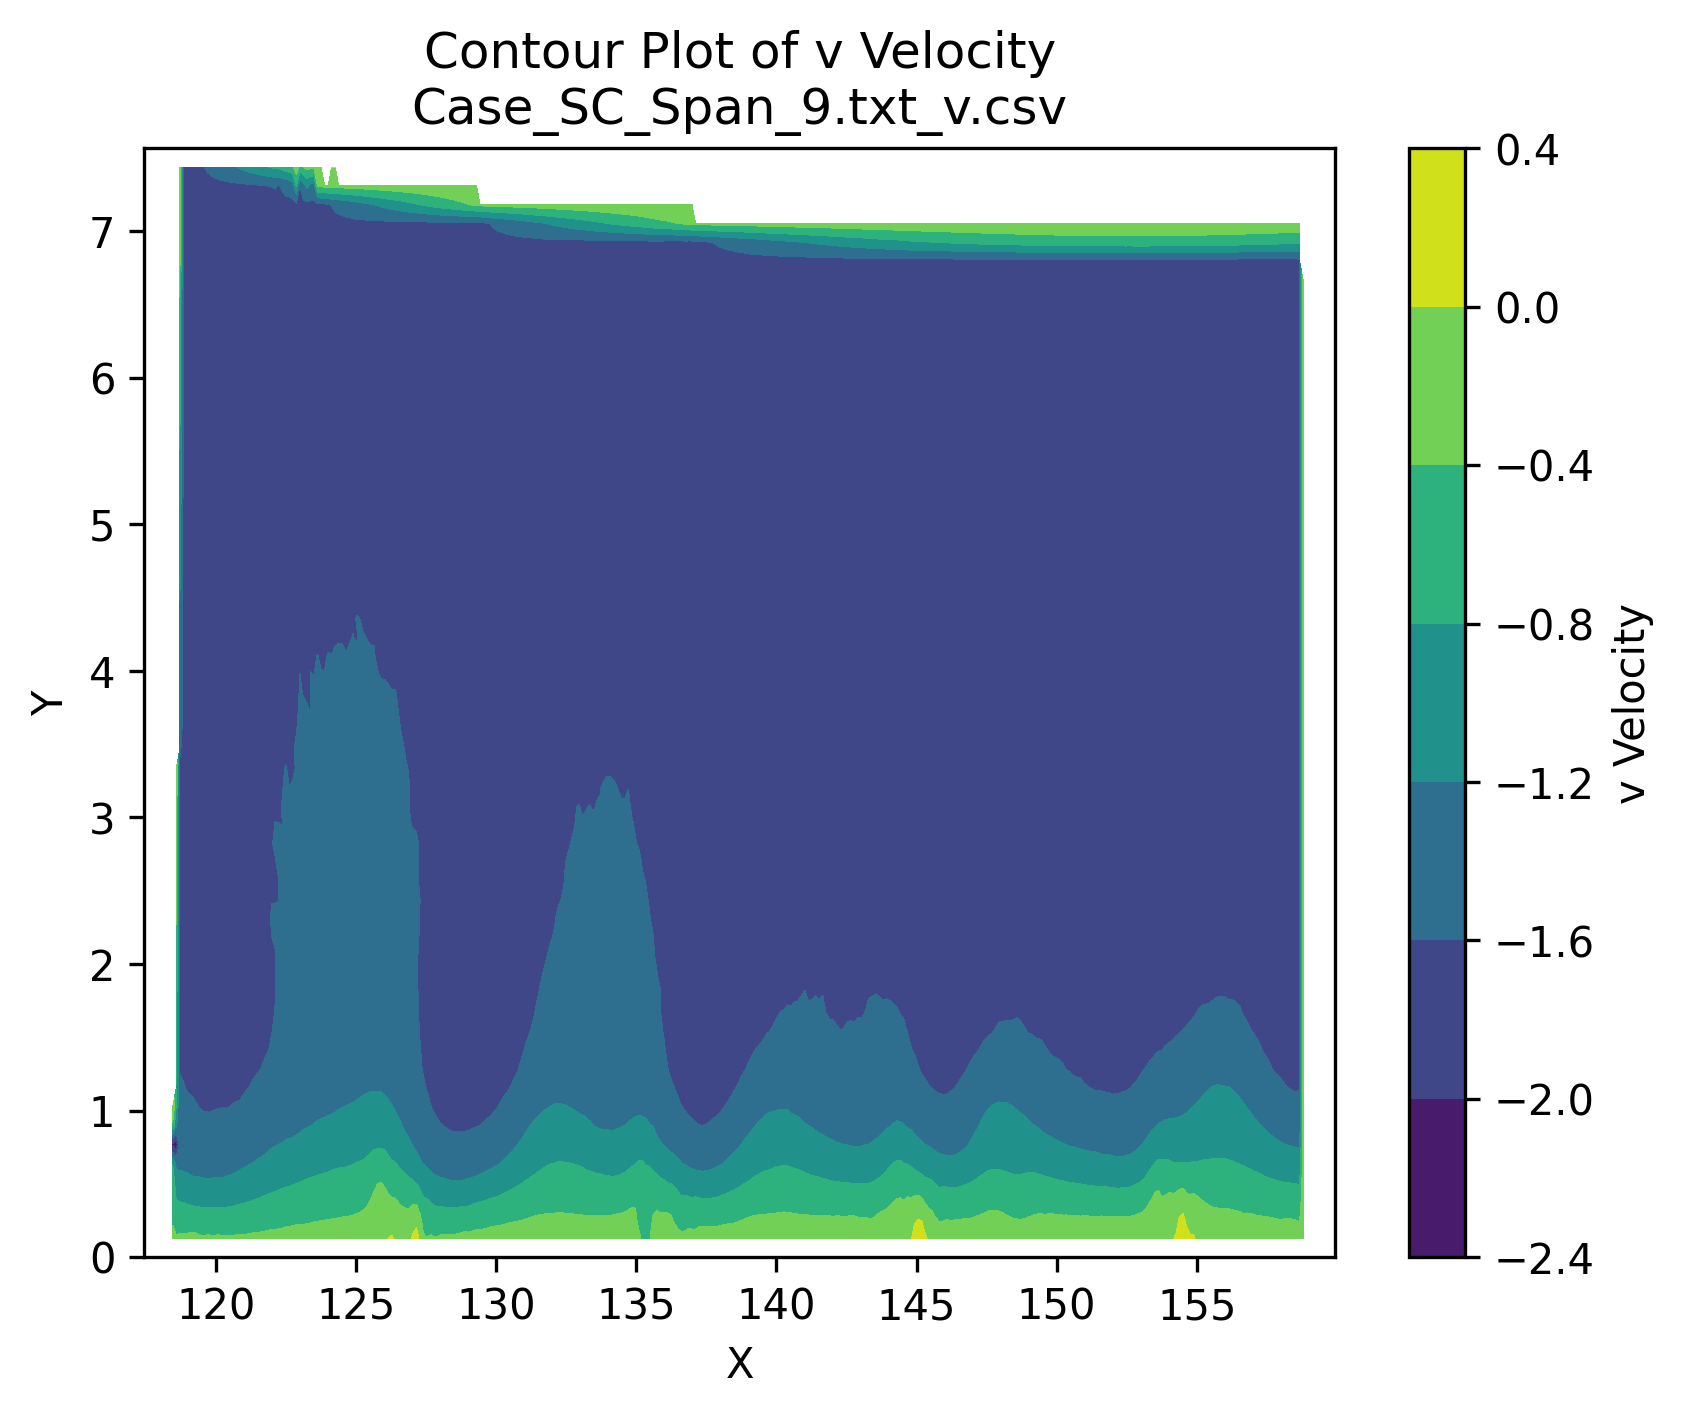 Contour Plot of v Velocity
Case_SC_Span_9.txt_v.csv
7
6
5
4
3
2
1
0
Y
120 125 130 135 140 145 150 155
X
0.4
0.0
−0.4
−0.8
−1.2
−1.6
−2.0
−2.4
v Velocity